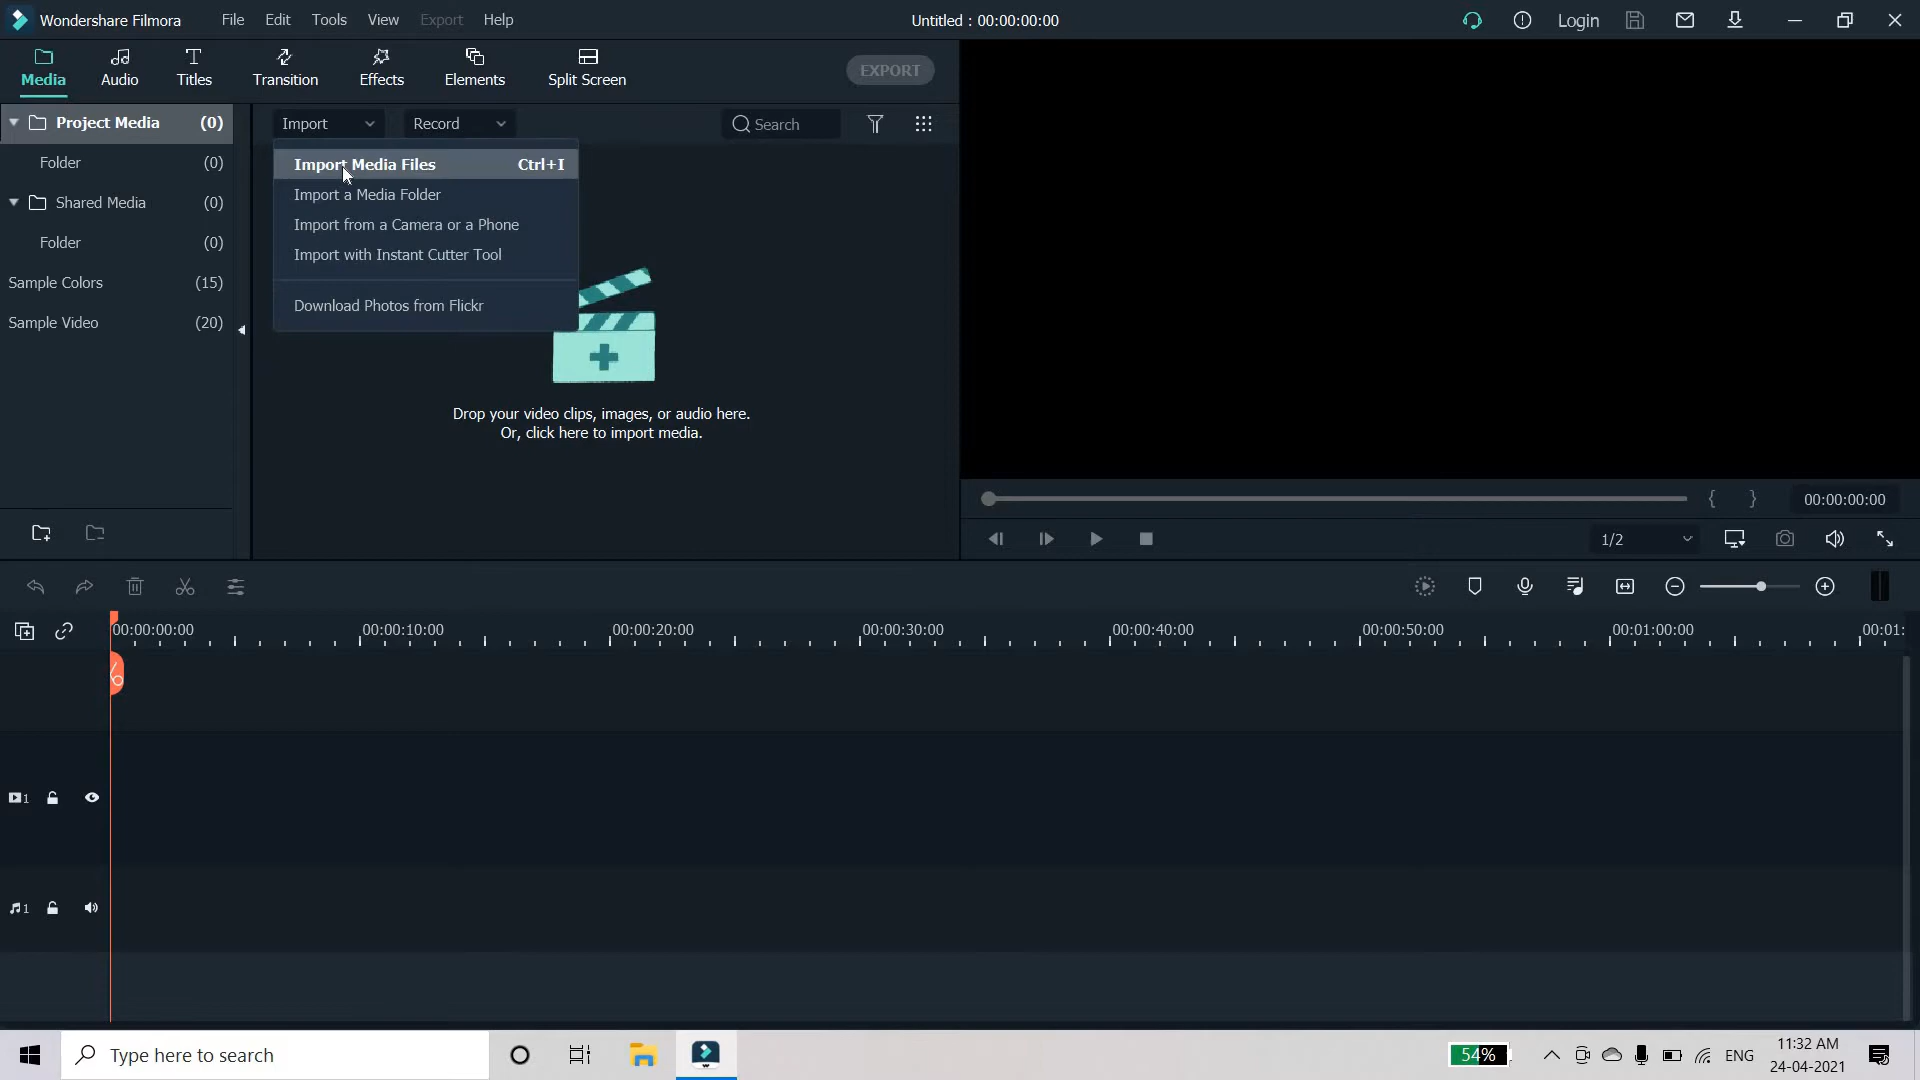 Wondershare Filmora File Edit Tools View Export Help Untitled : 00:00:00:00 Login
Media Audio Titles Transition Effects Elements Split Screen EXPORT
Project Media (0)
Folder (0)
Shared Media (0)
Folder (0)
Sample Colors (15)
Sample Video (20)
Import Record Search
Import Media Files Ctrl+I
Import a Media Folder
Import from a Camera or a Phone
Import with Instant Cutter Tool
Download Photos from Flickr
Drop your video clips, images, or audio here.
Or, click here to import media.
{ } 00:00:00:00
1/2
00:00:00:00 00:00:10:00 00:00:20:00 00:00:30:00 00:00:40:00 00:00:50:00 00:01:00:00 00:01:
1
1
Type here to search 54% ENG 11:32 AM
24-04-2021